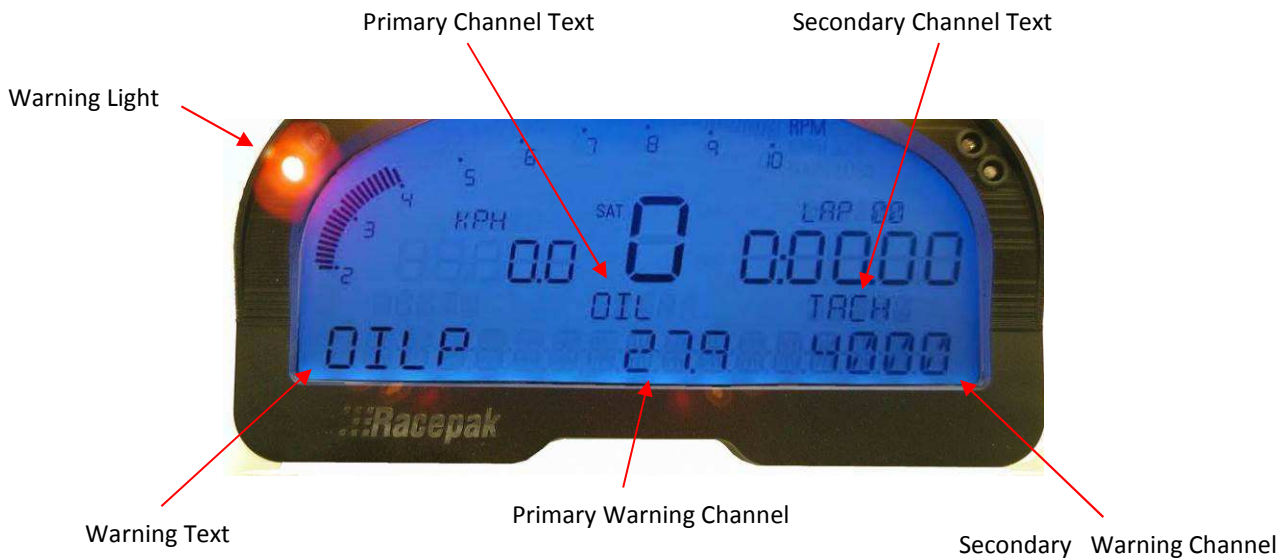 Primary Channel Text
Secondary Channel Text
Warning Light
RPM
5 6 7 8 9 10
4
3
2
KPH
SAT
LAP 00
0.0
0
0:00.00
OIL
TACH
OILP
27.9
4000
Racepak
Warning Text
Primary Warning Channel
Secondary Warning Channel